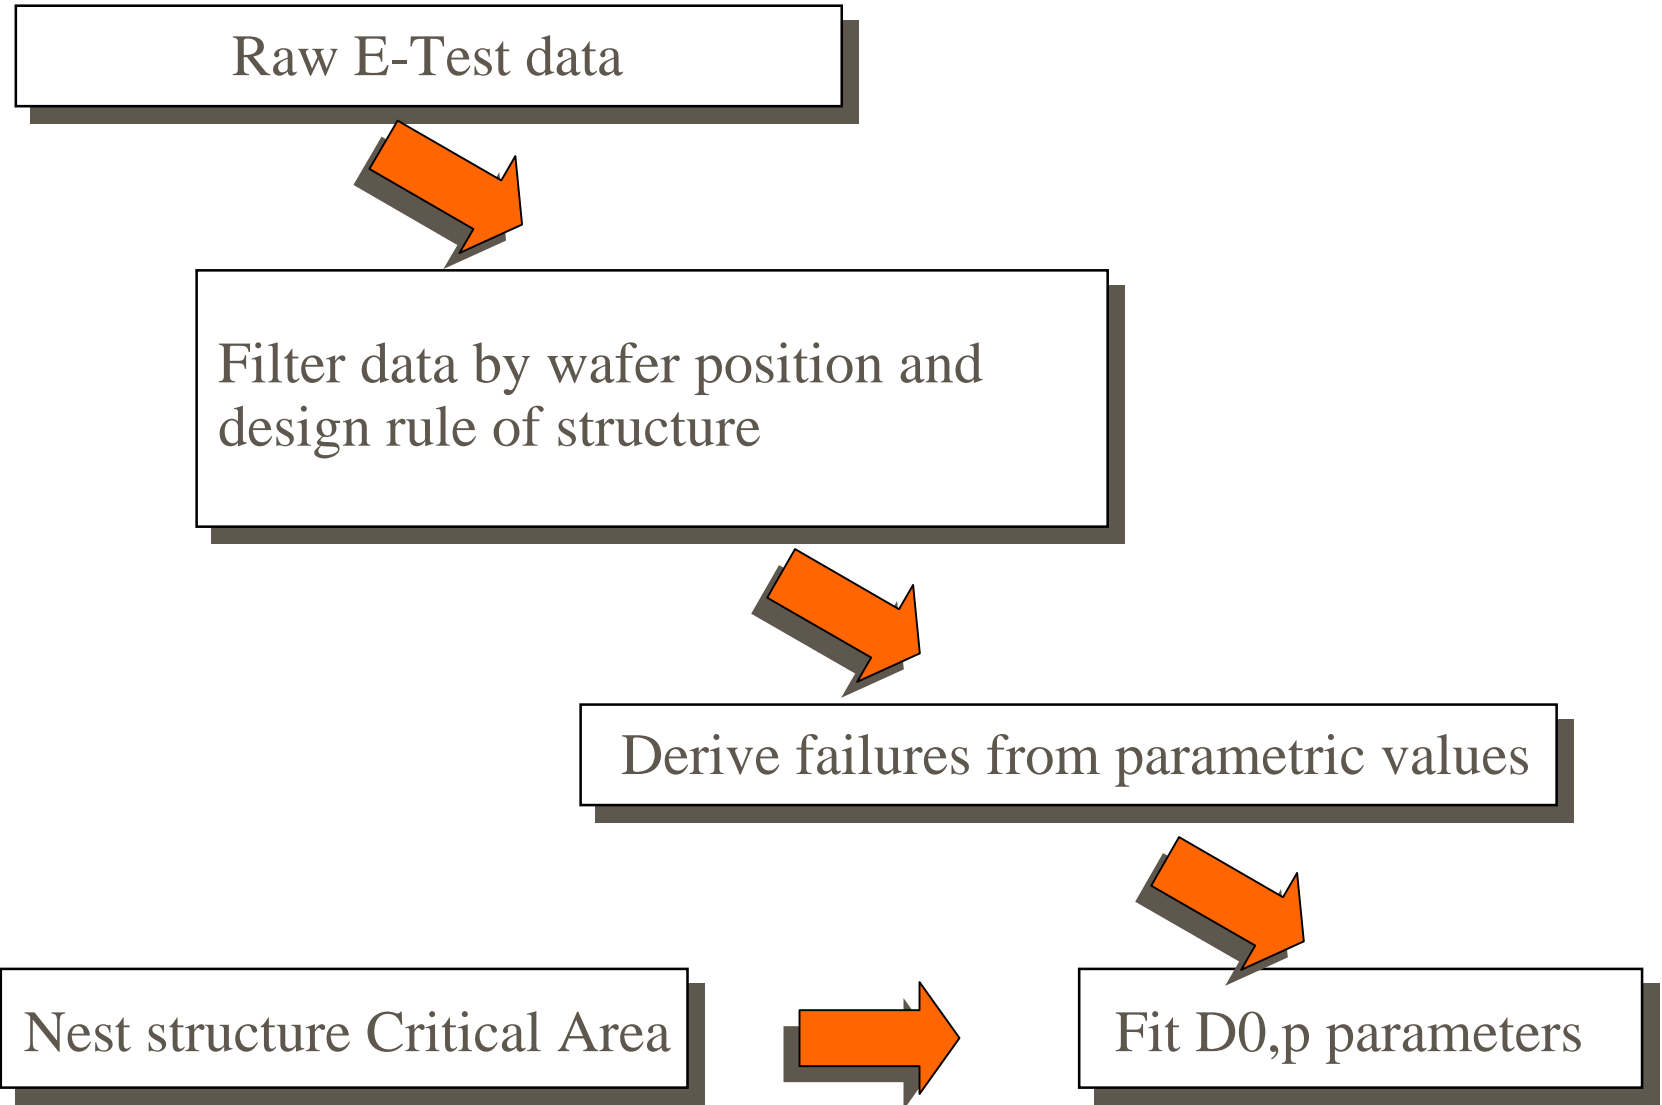 Raw E-Test data
Filter data by wafer position and
design rule of structure
Derive failures from parametric values
Nest structure Critical Area
Fit D0,p parameters